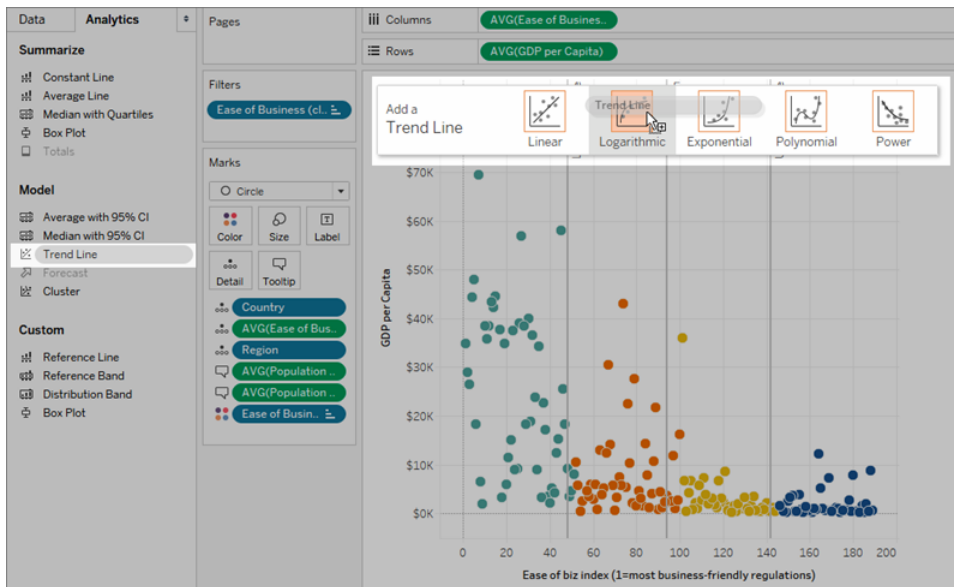 Data Analytics
Summarize
Constant Line
Average Line
Median with Quartiles
Box Plot
Totals
Model
Average with 95% CI
Median with 95% CI
Trend Line
Forecast
Cluster
Custom
Reference Line
Reference Band
Distribution Band
Box Plot
Pages
Filters
Ease of Business (cl..
Marks
Circle
Color Size Label
T
Detail Tooltip
Country
AVG(Ease of Bus..
Region
AVG(Population ..
AVG(Population ..
Ease of Busin..
Columns AVG(Ease of Busines..
Rows AVG(GDP per Capita)
Add a
Trend Line
Trend Line
Linear Logarithmic Exponential Polynomial Power
$70K
$60K
$50K
$40K
$30K
$20K
$10K
$0K
GDP per Capita
0 20 40 60 80 100 120 140 160 180 200
Ease of biz index (1=most business-friendly regulations)